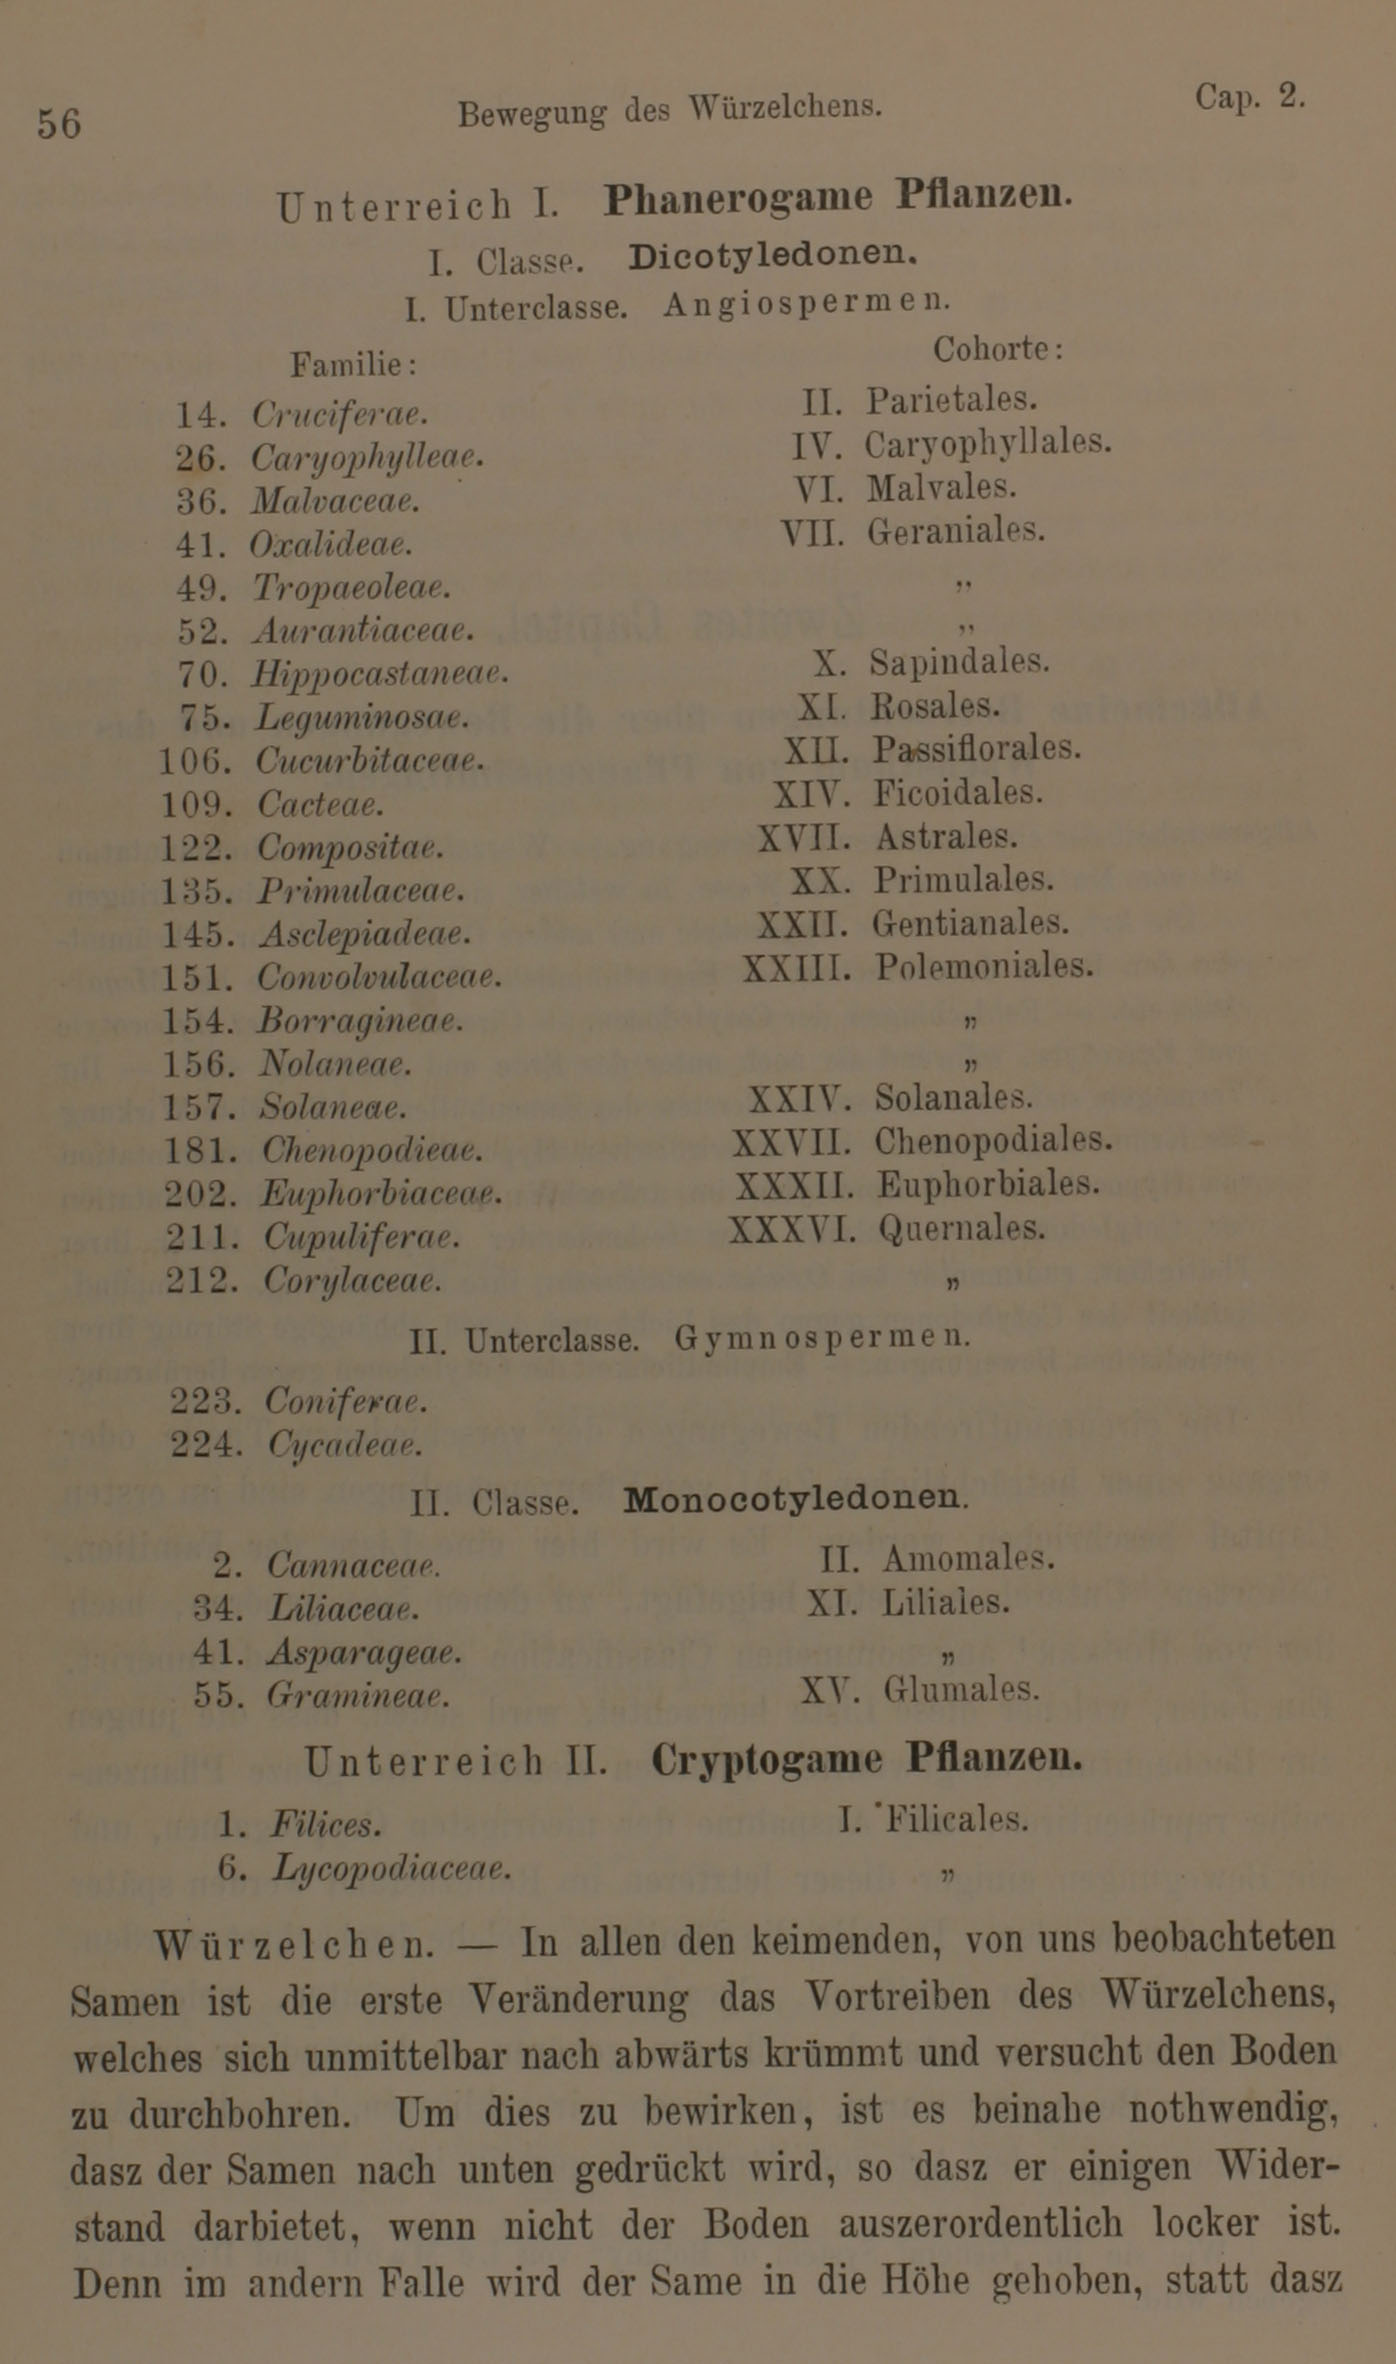 56 Bewegung des Würzelchens. Cap. 2.
Unterreich I. Phanerogame Pflanzen.
I. Classe. Dicotyledonen.
I. Unterclasse. Angiospermen.
Familie: Cohorte:
14. Cruciferae. II. Parietales.
26. Caryophylleae. IV. Caryophyllales.
36. Malvaceae. VI. Malvales.
41. Oxalideae. VII. Geraniales.
49. Tropaeoleae. „
52. Aurantiaceae. „
70. Hippocastaneae. X. Sapindales.
75. Leguminosae. XI. Rosales.
106. Cucurbitaceae. XII. Passiflorales.
109. Cacteae. XIV. Ficoidales.
122. Compositae. XVII. Astrales.
135. Primulaceae. XX. Primulales.
145. Asclepiadeae. XXII. Gentianales.
151. Convolvulaceae. XXIII. Polemoniales.
154. Borragineae. „
156. Nolaneae. „
157. Solaneae. XXIV. Solanales.
181. Chenopodieae. XXVII. Chenopodiales.
202. Euphorbiaceae. XXXII. Euphorbiales.
211. Cupuliferae. XXXVI. Quernales.
212. Corylaceae. „
II. Unterclasse. Gymnospermen.
223. Coniferae.
224. Cycadeae.
II. Classe. Monocotyledonen.
2. Cannaceae. II. Amomales.
34. Liliaceae. XI. Liliales.
41. Asparageae. „
55. Gramineae. XV. Glumales.
Unterreich II. Cryptogame Pflanzen.
1. Filices. I. Filicales.
6. Lycopodiaceae. „
Würzelchen. — In allen den keimenden, von uns beobachteten
Samen ist die erste Veränderung das Vortreiben des Würzelchens,
welches sich unmittelbar nach abwärts krümmt und versucht den Boden
zu durchbohren. Um dies zu bewirken, ist es beinahe nothwendig,
dasz der Samen nach unten gedrückt wird, so dasz er einigen Wider-
stand darbietet, wenn nicht der Boden auszerordentlich locker ist.
Denn im andern Falle wird der Same in die Höhe gehoben, statt dasz